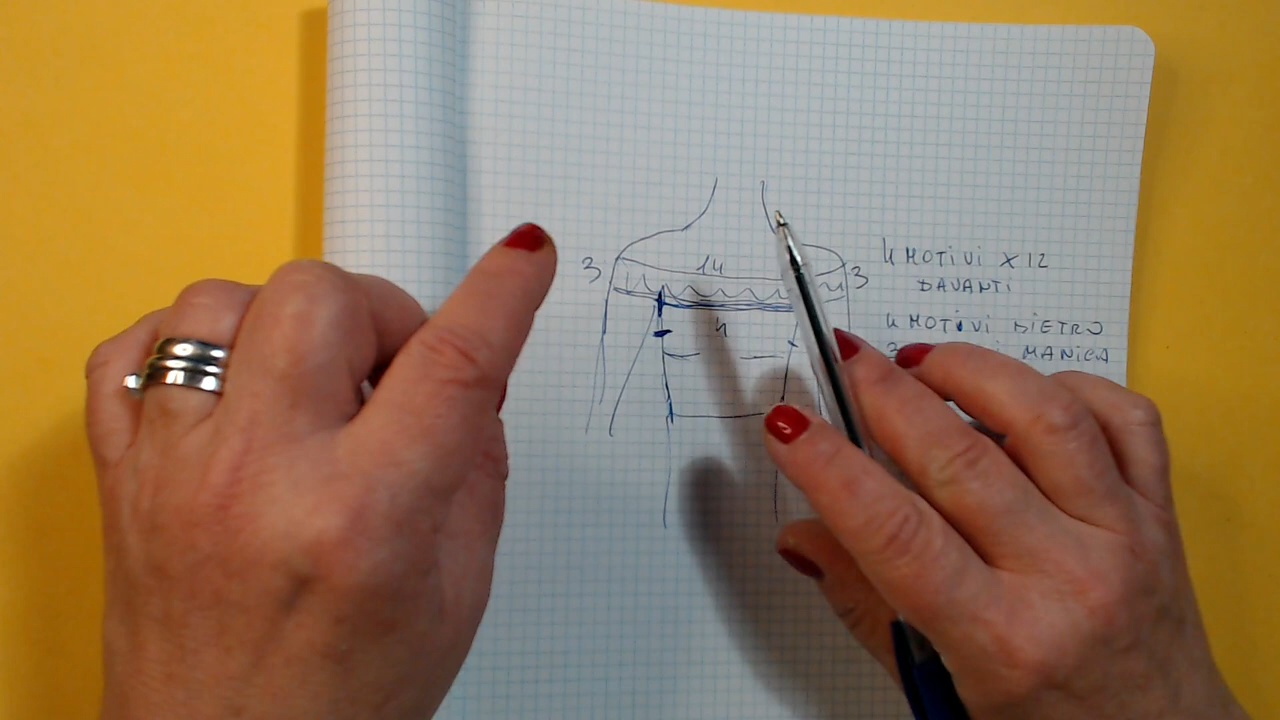 3 14 3
4
4 MOTIVI X 12
DAVANTI
4 MOTIVI DIETRO
MANICA